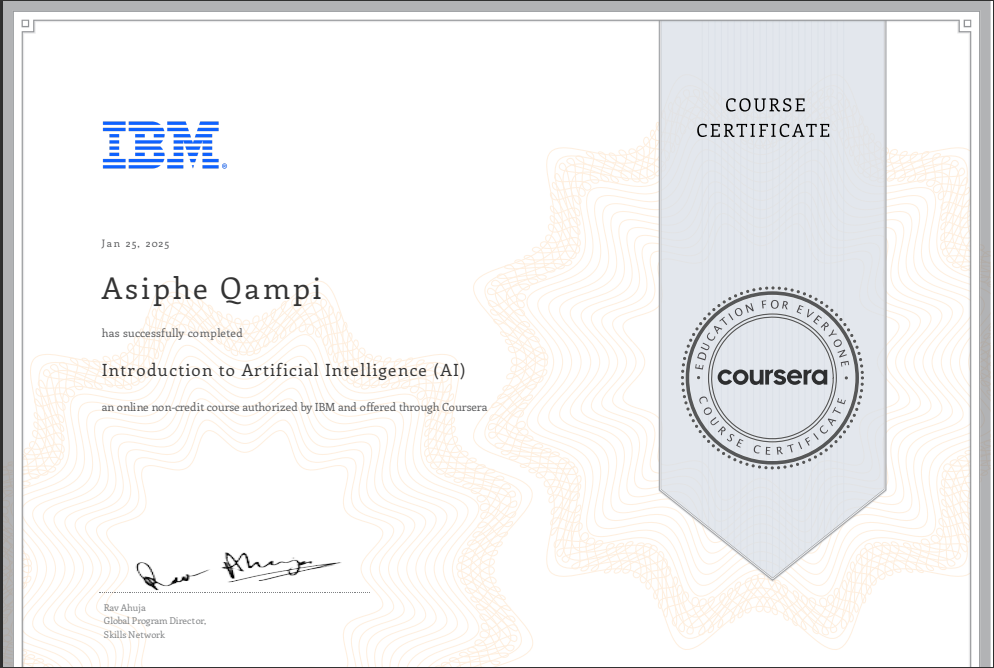 IBM®
COURSE
CERTIFICATE
Jan 25, 2025
Asiphe Qampi
has successfully completed
Introduction to Artificial Intelligence (AI)
an online non-credit course authorized by IBM and offered through Coursera
EDUCATION FOR EVERYONE
coursera
COURSE CERTIFICATE
Rav Ahuja
Rav Ahuja
Global Program Director,
Skills Network